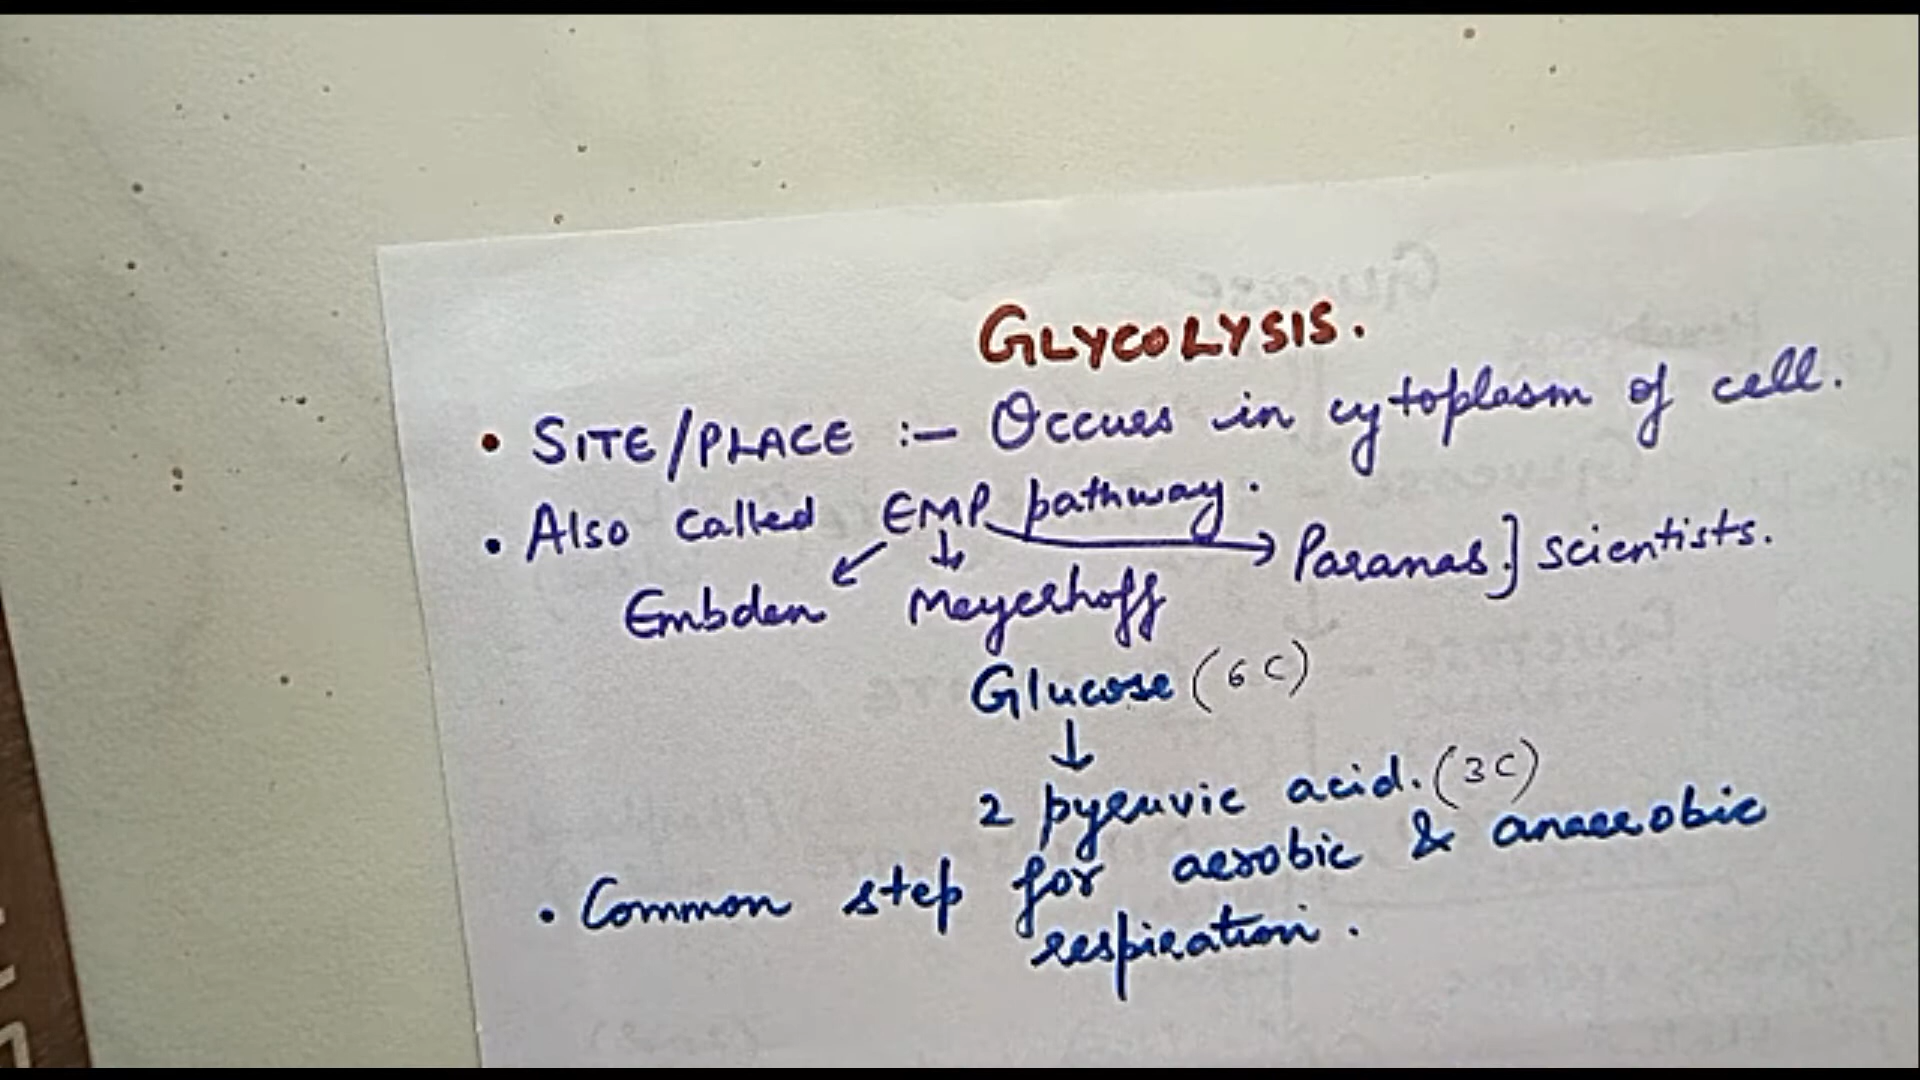 GLYCOLYSIS.
• SITE/PLACE :- Occurs in cytoplasm of cell.
• Also called EMP pathway.
Embden Meyerhoff Paranas] scientists.
Glucose (6C)
↓
2 pyruvic acid. (3C)
• Common step for aerobic & anaerobic
respiration.